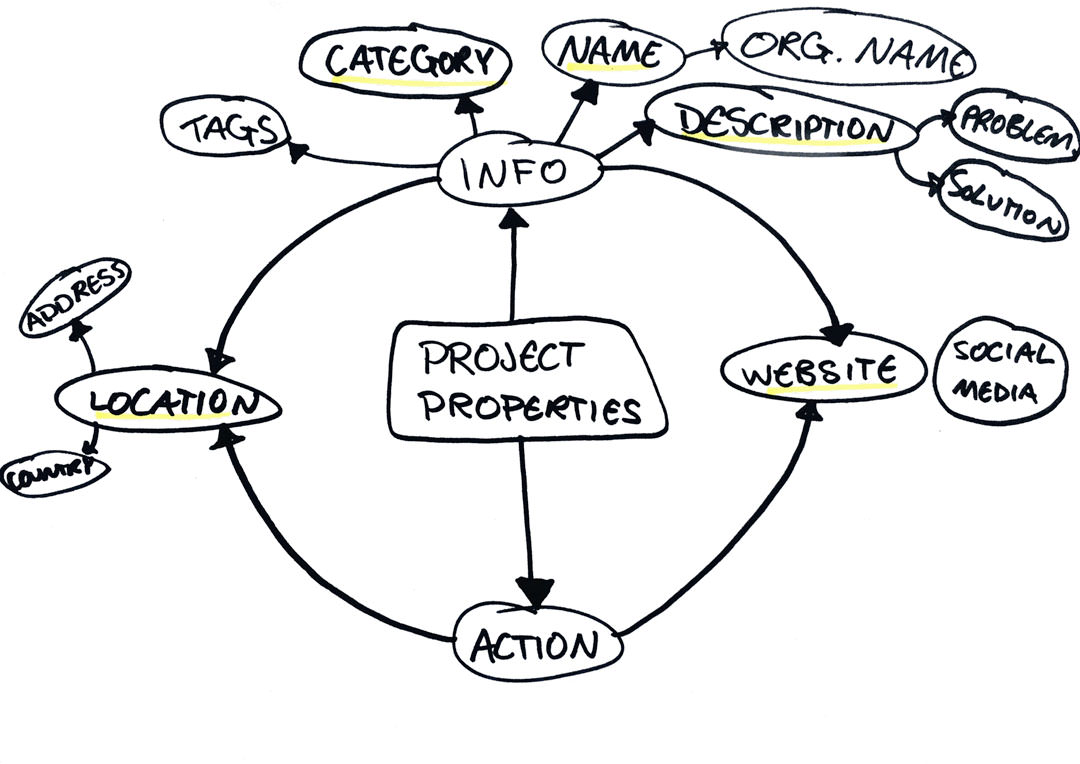 CATEGORY
NAME
ORG. NAME
TAGS
DESCRIPTION
PROBLEM
INFO
SOLUTION
ADDRESS
PROJECT
PROPERTIES
WEBSITE
SOCIAL
MEDIA
LOCATION
COUNTRY
ACTION